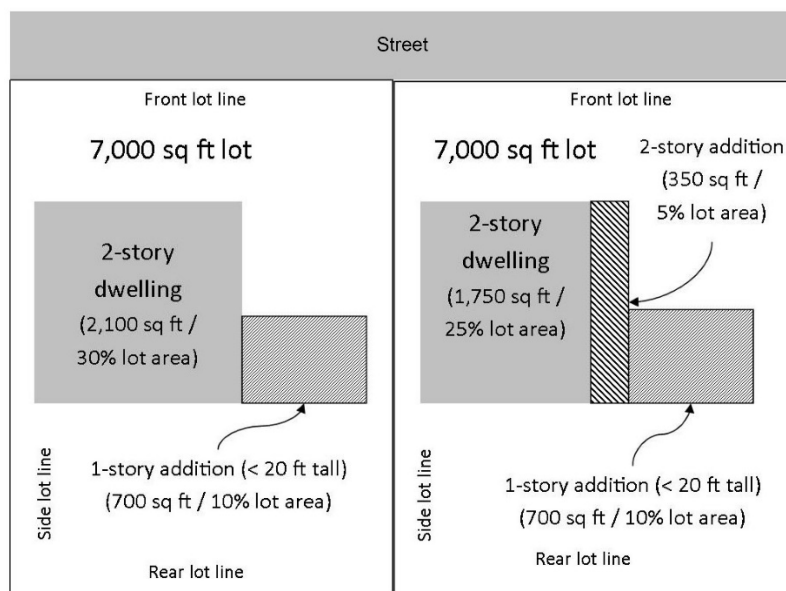 Street
Front lot line
7,000 sq ft lot
2-story
dwelling
(2,100 sq ft /
30% lot area)
1-story addition (< 20 ft tall)
(700 sq ft / 10% lot area)
Side lot line
Rear lot line
Front lot line
7,000 sq ft lot
2-story addition
(350 sq ft /
5% lot area)
2-story
dwelling
(1,750 sq ft /
25% lot area)
1-story addition (< 20 ft tall)
(700 sq ft / 10% lot area)
Side lot line
Rear lot line